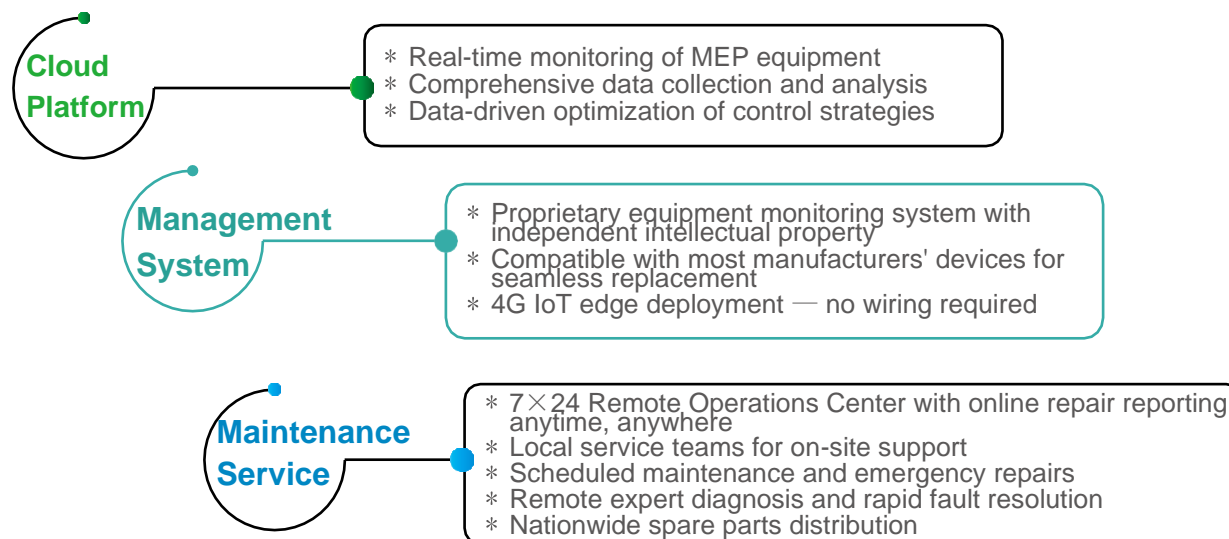 Cloud
Platform
* Real-time monitoring of MEP equipment
* Comprehensive data collection and analysis
* Data-driven optimization of control strategies
Management
System
* Proprietary equipment monitoring system with
independent intellectual property
* Compatible with most manufacturers' devices for
seamless replacement
* 4G IoT edge deployment — no wiring required
Maintenance
Service
* 7×24 Remote Operations Center with online repair reporting
anytime, anywhere
* Local service teams for on-site support
* Scheduled maintenance and emergency repairs
* Remote expert diagnosis and rapid fault resolution
* Nationwide spare parts distribution